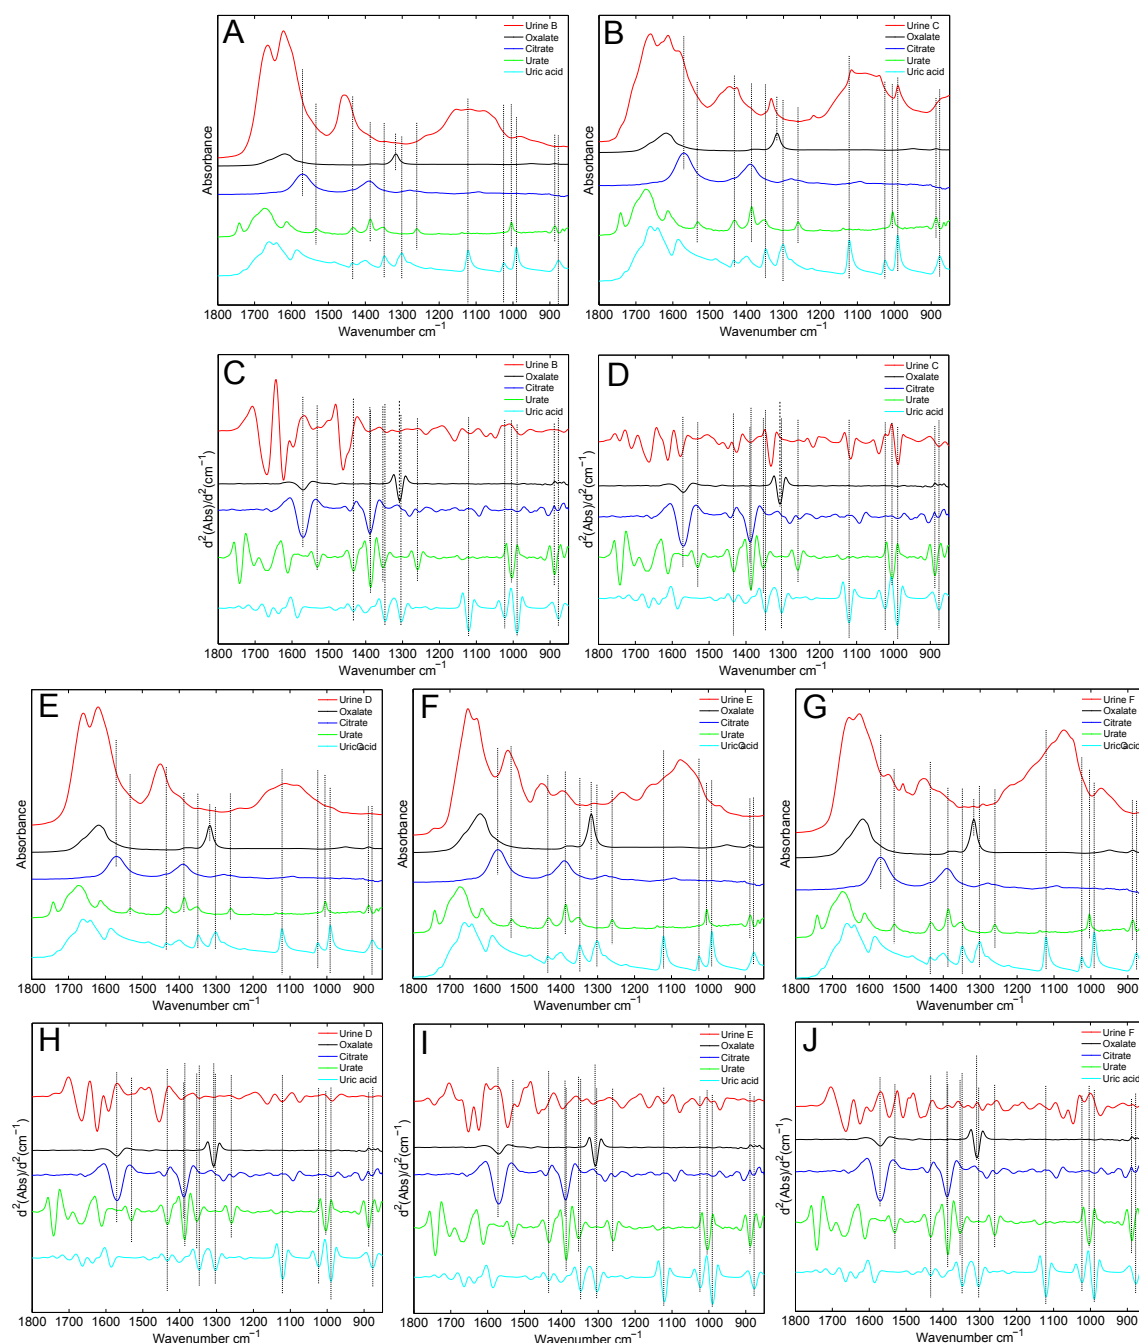 A
Urine B
Oxalate
Citrate
Urate
Uric acid
Absorbance
1800 1700 1600 1500 1400 1300 1200 1100 1000 900
Wavenumber cm⁻¹
B
Urine C
Oxalate
Citrate
Urate
Uric acid
Absorbance
1800 1700 1600 1500 1400 1300 1200 1100 1000 900
Wavenumber cm⁻¹
C
Urine B
Oxalate
Citrate
Urate
Uric acid
d²(Abs)/d²(cm⁻¹)
1800 1700 1600 1500 1400 1300 1200 1100 1000 900
Wavenumber cm⁻¹
D
Urine C
Oxalate
Citrate
Urate
Uric acid
d²(Abs)/d²(cm⁻¹)
1800 1700 1600 1500 1400 1300 1200 1100 1000 900
Wavenumber cm⁻¹
E
Urine D
Oxalate
Citrate
Urate
Uric acid
Absorbance
1800 1700 1600 1500 1400 1300 1200 1100 1000 900
Wavenumber cm⁻¹
F
Urine E
Oxalate
Citrate
Urate
Uric acid
Absorbance
1800 1700 1600 1500 1400 1300 1200 1100 1000 900
Wavenumber cm⁻¹
G
Urine F
Oxalate
Citrate
Urate
Uric acid
Absorbance
1800 1700 1600 1500 1400 1300 1200 1100 1000 900
Wavenumber cm⁻¹
H
Urine D
Oxalate
Citrate
Urate
Uric acid
d²(Abs)/d²(cm⁻¹)
1800 1700 1600 1500 1400 1300 1200 1100 1000 900
Wavenumber cm⁻¹
I
Urine E
Oxalate
Citrate
Urate
Uric acid
d²(Abs)/d²(cm⁻¹)
1800 1700 1600 1500 1400 1300 1200 1100 1000 900
Wavenumber cm⁻¹
J
Urine F
Oxalate
Citrate
Urate
Uric acid
d²(Abs)/d²(cm⁻¹)
1800 1700 1600 1500 1400 1300 1200 1100 1000 900
Wavenumber cm⁻¹